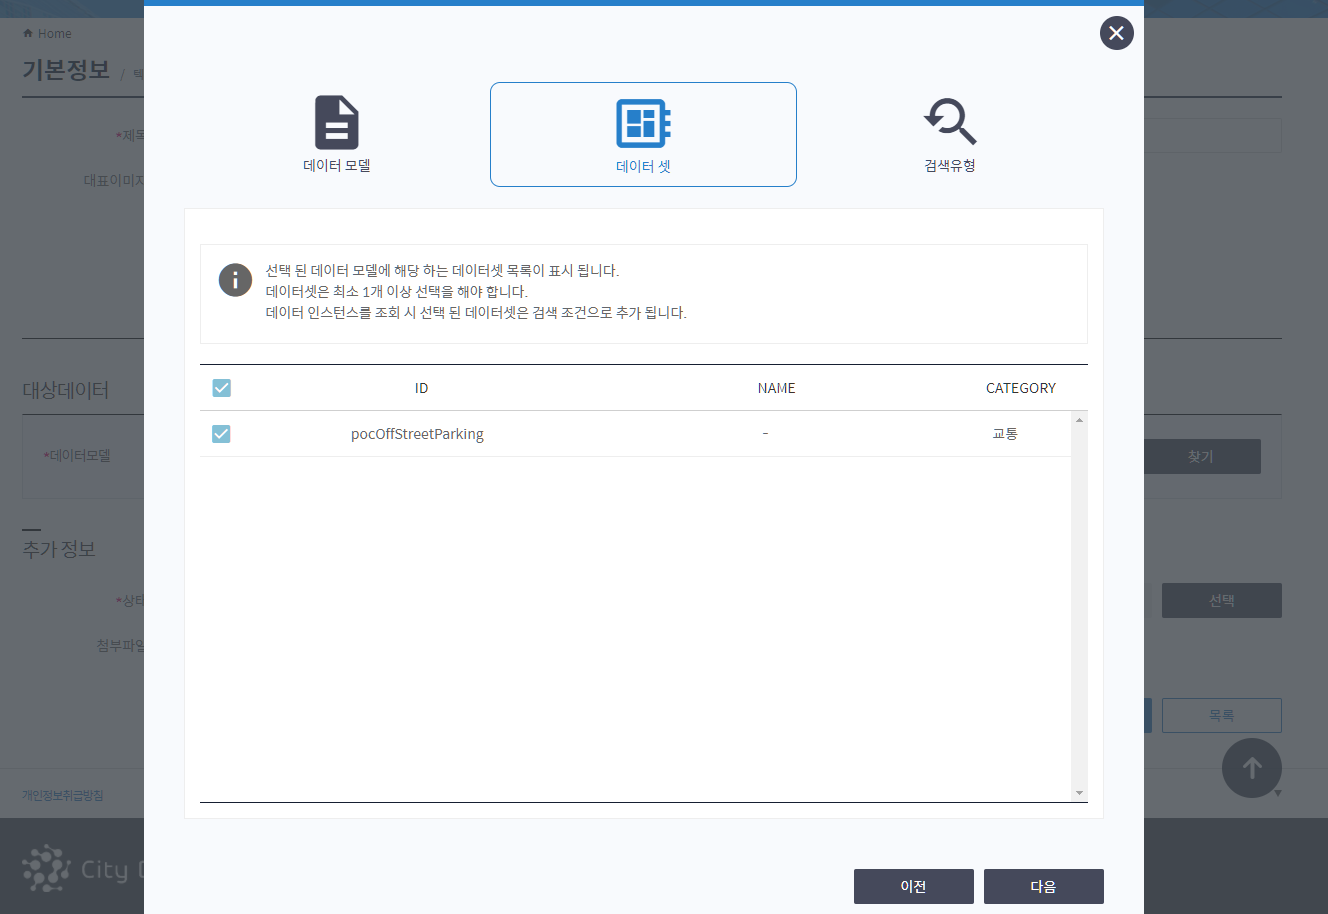 Home
기본정보 /
*제목
대표이미지
대상데이터
*데이터모델
찾기
추가 정보
*상태
선택
첨부파일
목록
개인정보취급방침
City
데이터 모델
데이터 셋
검색유형
선택 된 데이터 모델에 해당 하는 데이터셋 목록이 표시 됩니다.
데이터셋은 최소 1개 이상 선택을 해야 합니다.
데이터 인스턴스를 조회 시 선택 된 데이터셋은 검색 조건으로 추가 됩니다.
ID NAME CATEGORY
pocOffStreetParking - 교통
이전 다음